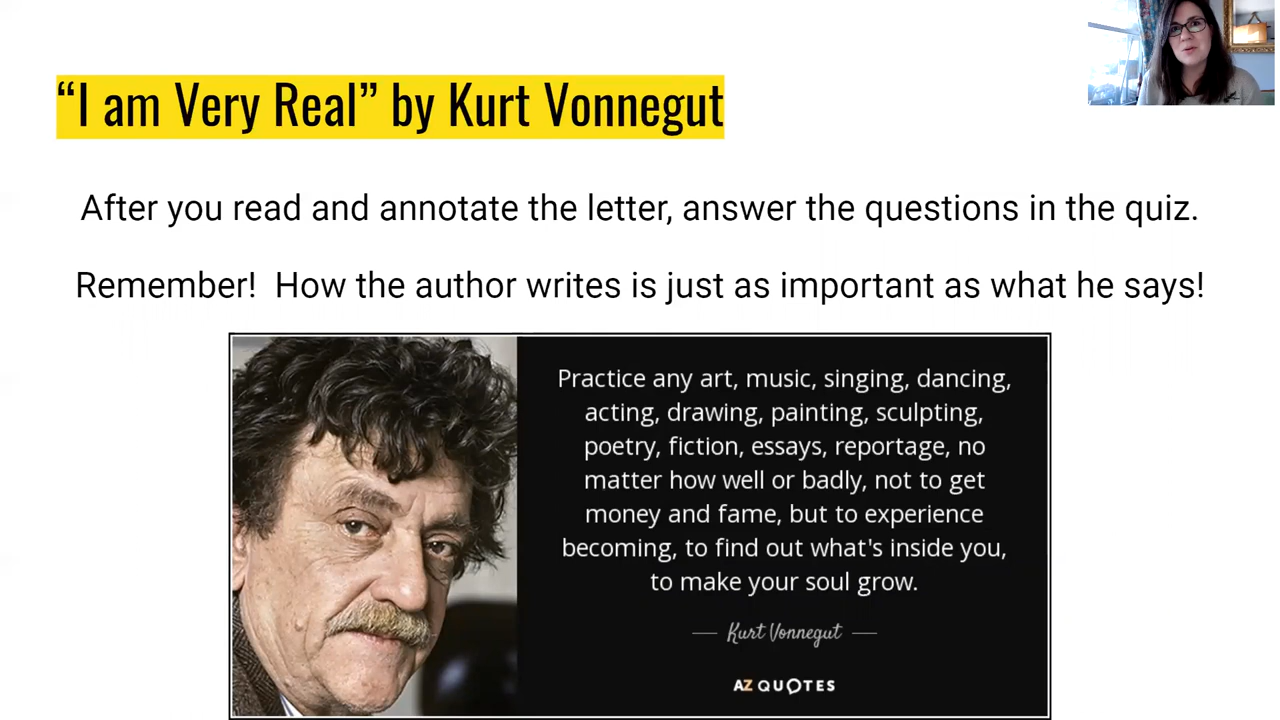 “I am Very Real” by Kurt Vonnegut
After you read and annotate the letter, answer the questions in the quiz.
Remember!  How the author writes is just as important as what he says!
Practice any art, music, singing, dancing,
acting, drawing, painting, sculpting,
poetry, fiction, essays, reportage, no
matter how well or badly, not to get
money and fame, but to experience
becoming, to find out what's inside you,
to make your soul grow.
— Kurt Vonnegut —
AZ QUOTES